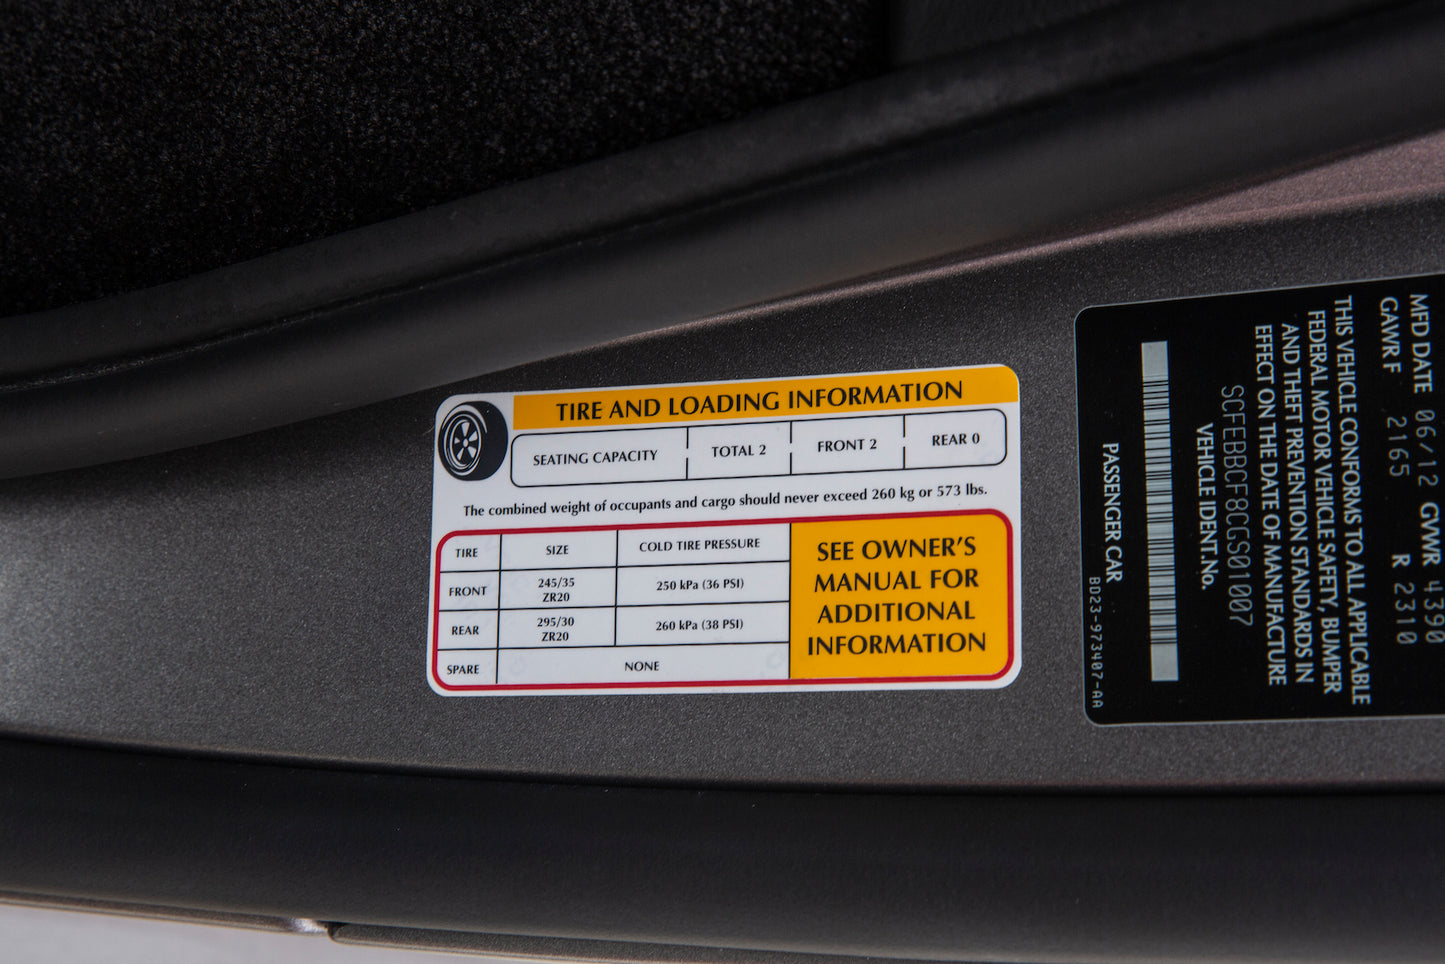 TIRE AND LOADING INFORMATION
SEATING CAPACITY TOTAL 2 FRONT 2 REAR 0
The combined weight of occupants and cargo should never exceed 260 kg or 573 lbs.
TIRE SIZE COLD TIRE PRESSURE
FRONT 245/35 ZR20 250 kPa (36 PSI)
REAR 295/30 ZR20 260 kPa (38 PSI)
SPARE NONE
SEE OWNER'S
MANUAL FOR
ADDITIONAL
INFORMATION
MFD DATE 06/12 GVWR 4390
GAWR F 2165 R 2310
THIS VEHICLE CONFORMS TO ALL APPLICABLE
FEDERAL MOTOR VEHICLE SAFETY, BUMPER
AND THEFT PREVENTION STANDARDS IN
EFFECT ON THE DATE OF MANUFACTURE
SCFEBBCF8CGS01007
VEHICLE IDENT.No.
PASSENGER CAR
BD23-973407-AA